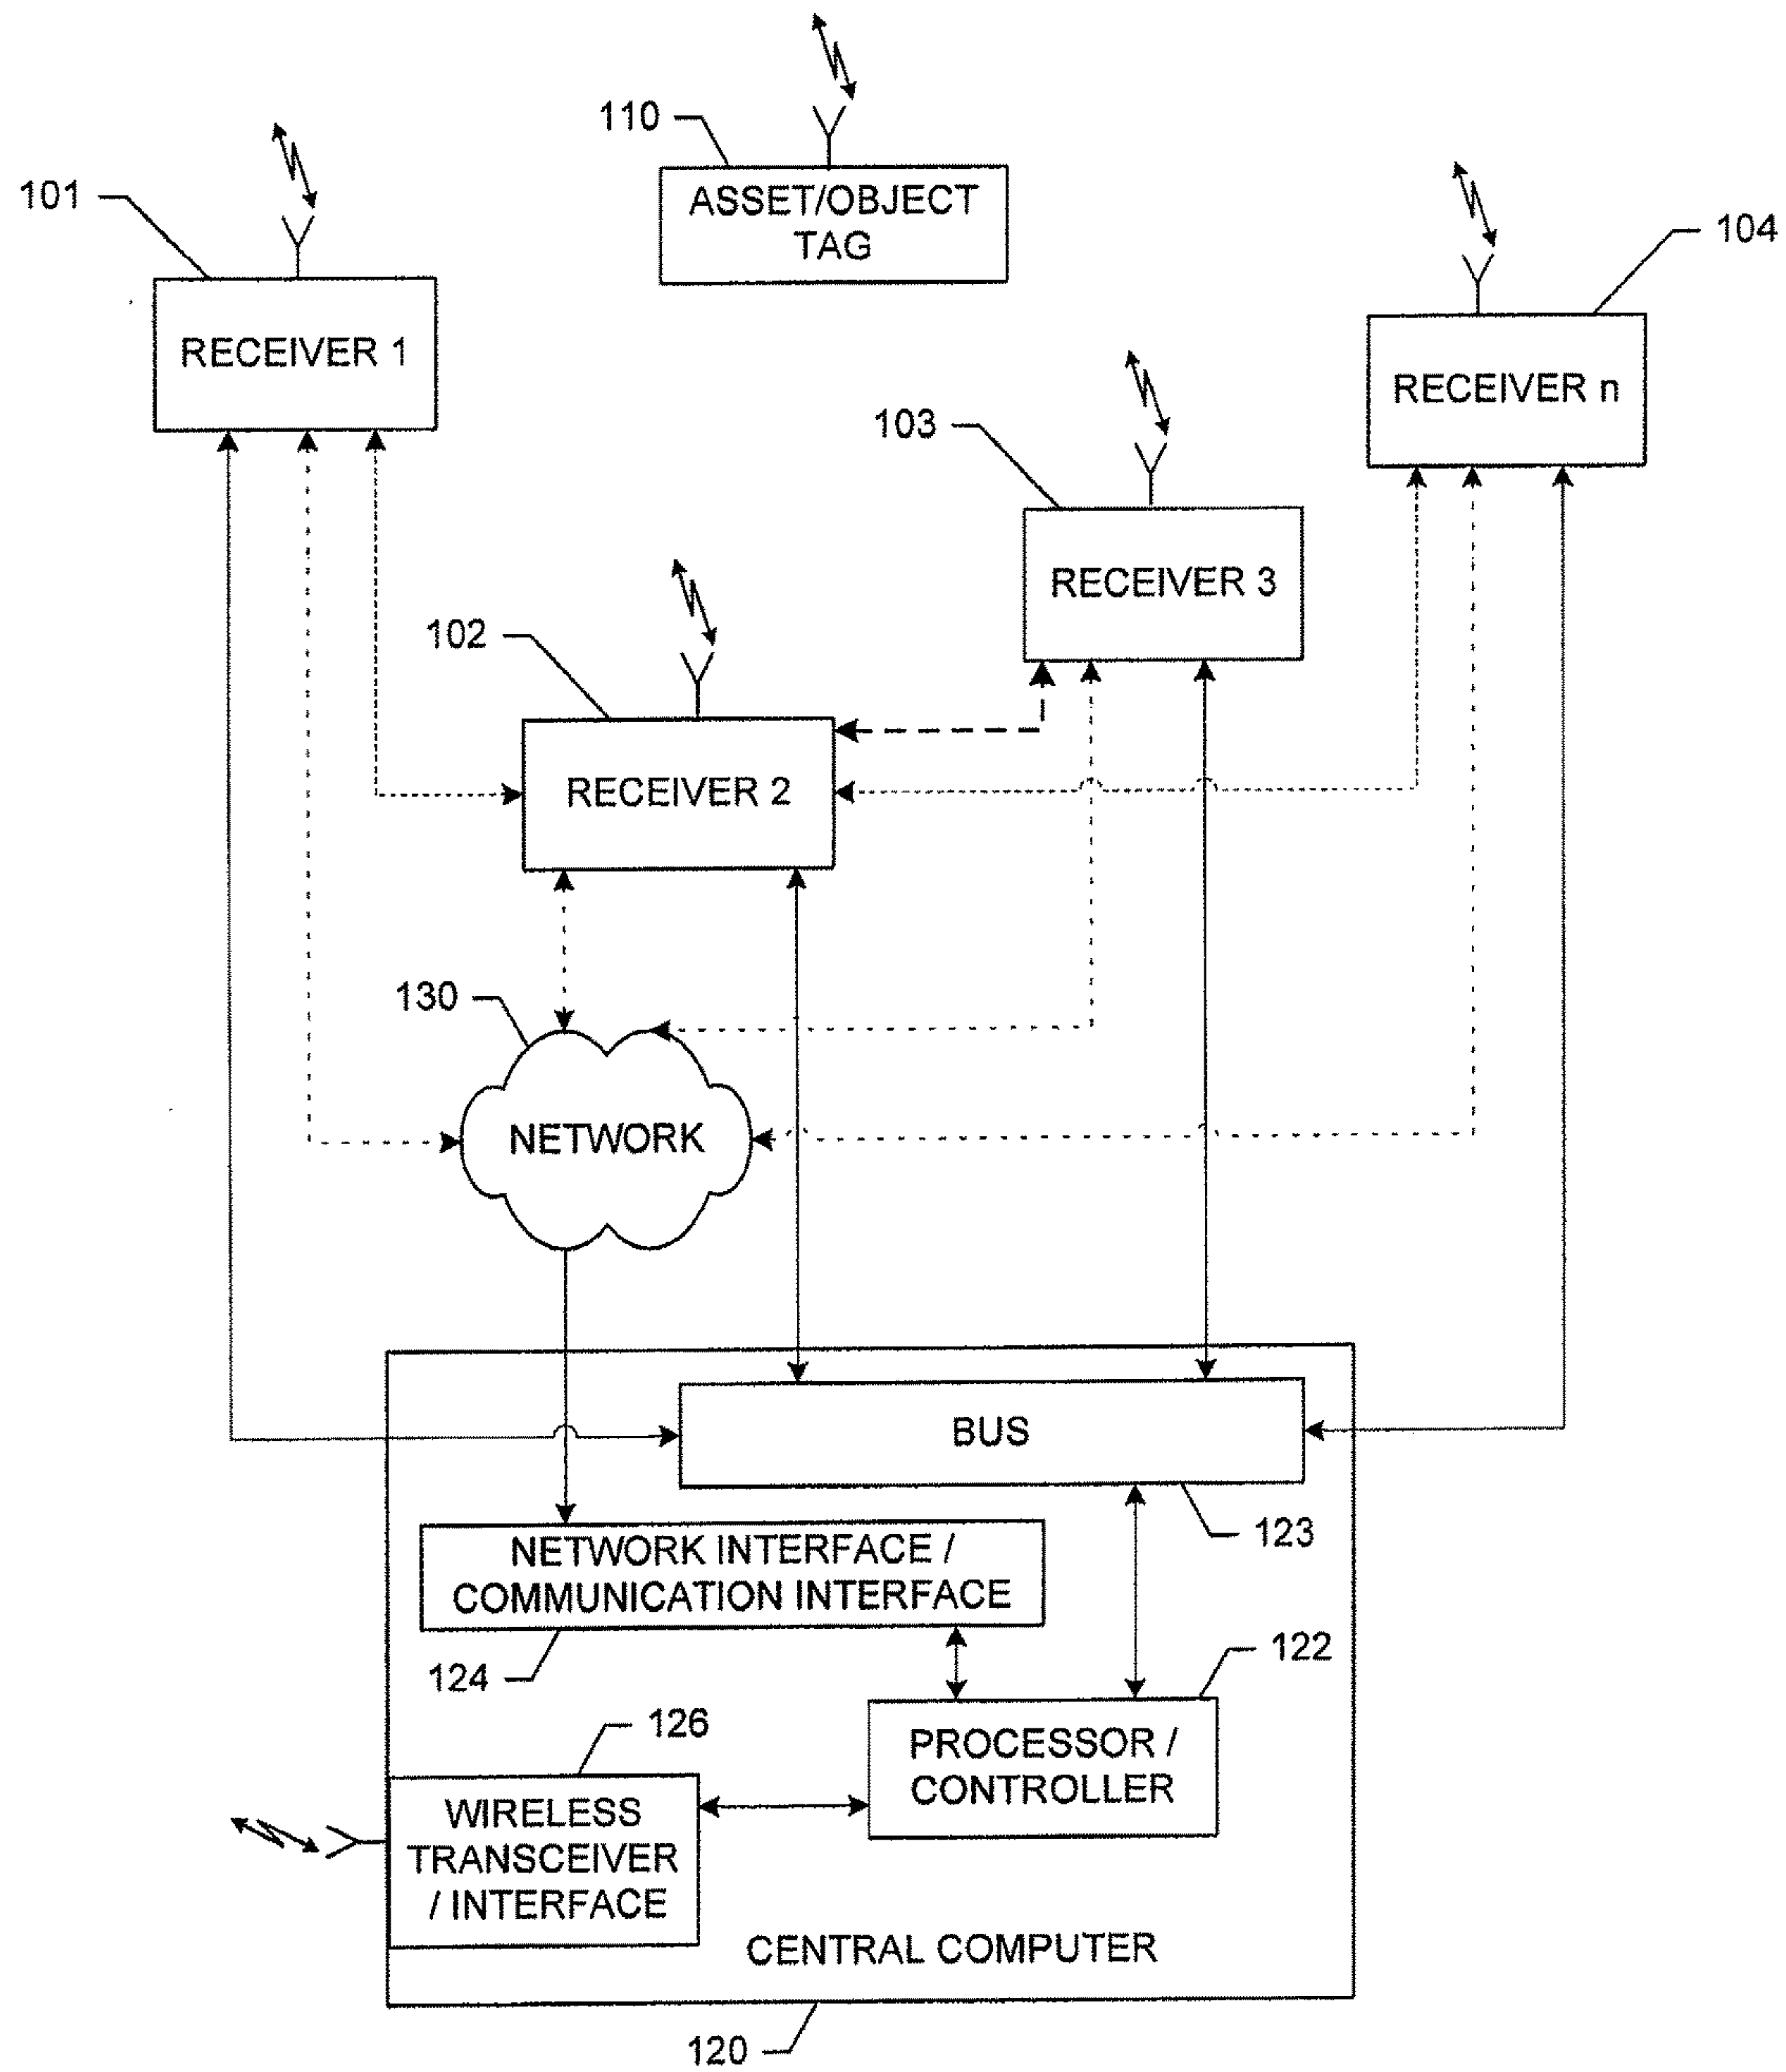 110
ASSET/OBJECT
TAG
101
RECEIVER 1
104
RECEIVER n
103
RECEIVER 3
102
RECEIVER 2
130
NETWORK
BUS
123
NETWORK INTERFACE /
COMMUNICATION INTERFACE
124
122
PROCESSOR /
CONTROLLER
126
WIRELESS
TRANSCEIVER
/ INTERFACE
CENTRAL COMPUTER
120